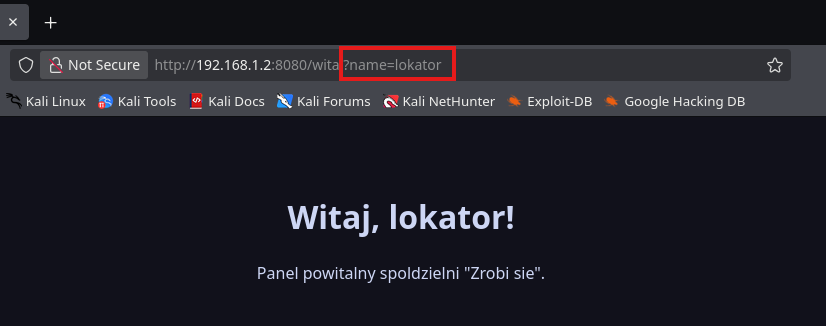 Not Secure http://192.168.1.2:8080/wita?name=lokator
Kali Linux Kali Tools Kali Docs Kali Forums Kali NetHunter Exploit-DB Google Hacking DB
Witaj, lokator!
Panel powitalny spoldzielni "Zrobi sie".